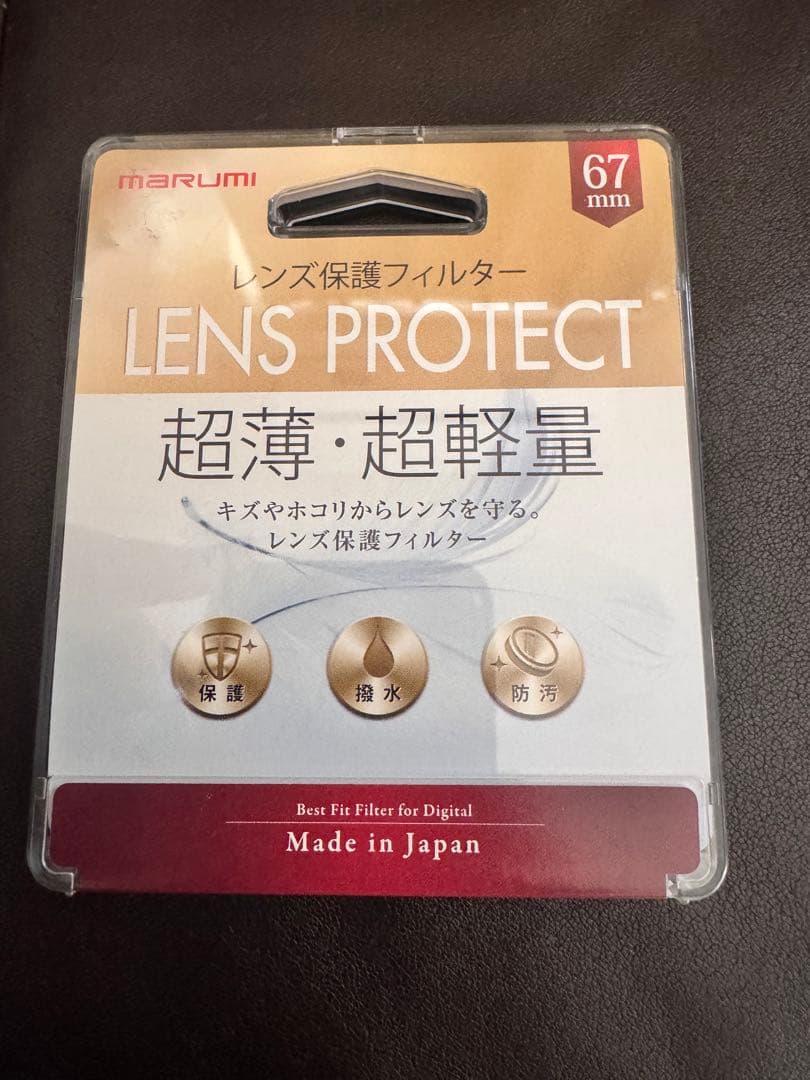 marumi
67
mm
レンズ保護フィルター
LENS PROTECT
超薄・超軽量
キズやホコリからレンズを守る。
レンズ保護フィルター
保護
撥水
防汚
Best Fit Filter for Digital
Made in Japan